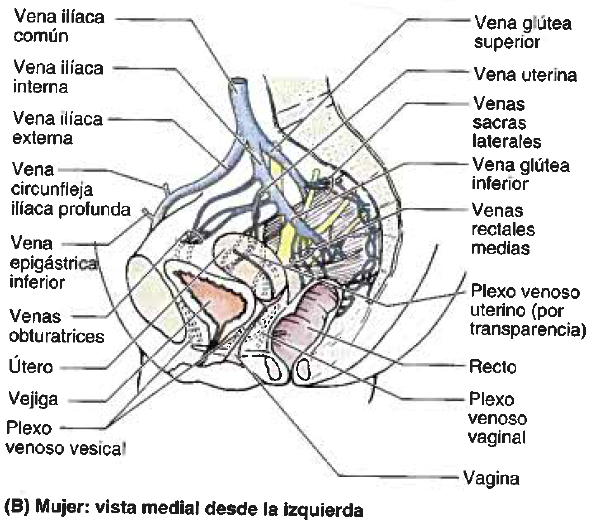 Vena ilíaca
común
Vena ilíaca
interna
Vena ilíaca
externa
Vena
circunfleja
ilíaca profunda
Vena
epigástrica
inferior
Venas
obturatrices
Útero
Vejiga
Plexo
venoso vesical
Vena glútea
superior
Vena uterina
Venas
sacras
laterales
Vena glútea
inferior
Venas
rectales
medias
Plexo venoso
uterino (por
transparencia)
Recto
Plexo
venoso
vaginal
Vagina
(B) Mujer: vista medial desde la izquierda